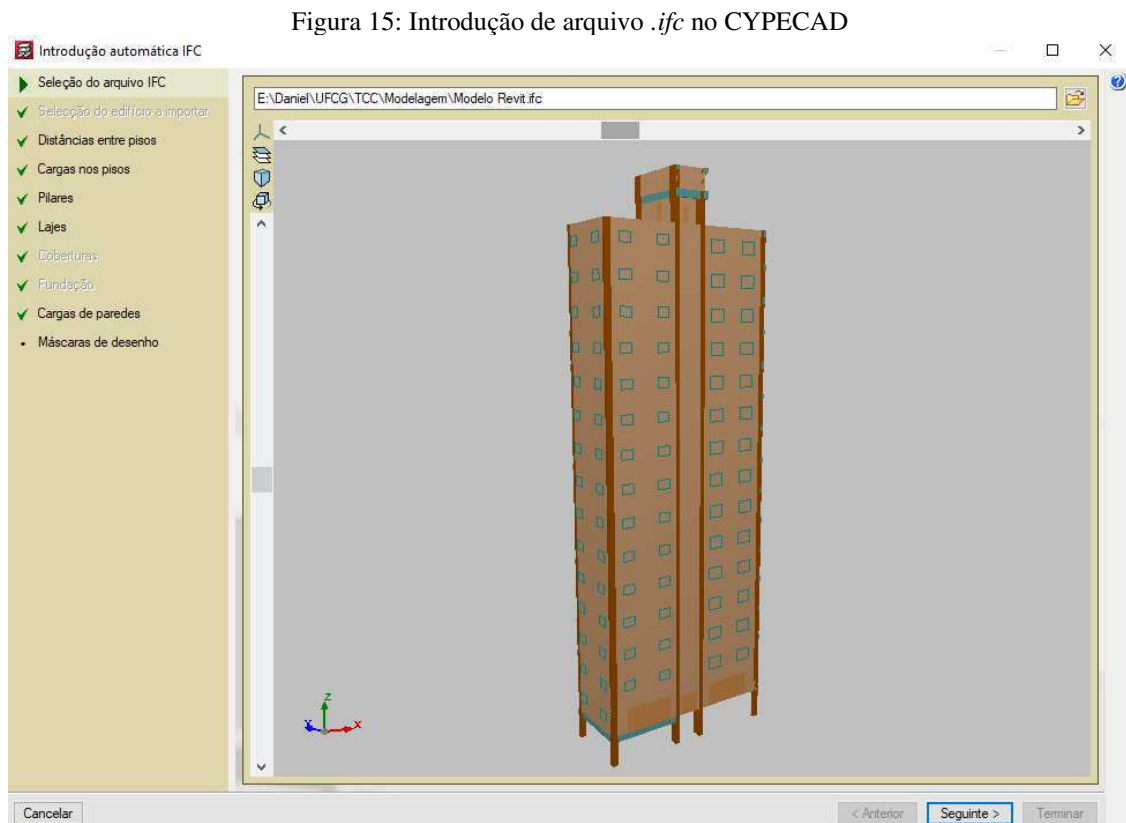 Figura 15: Introdução de arquivo .ifc no CYPECAD
Introdução automática IFC
Seleção do arquivo IFC
Selecção do edifício a importar
Distâncias entre pisos
Cargas nos pisos
Pilares
Lajes
Coberturas
Fundação
Cargas de paredes
Máscaras de desenho
E:\Daniel\UFCG\TCC\Modelagem\Modelo Revit.ifc
Z
Y
X
Cancelar
< Anterior
Seguinte >
Terminar